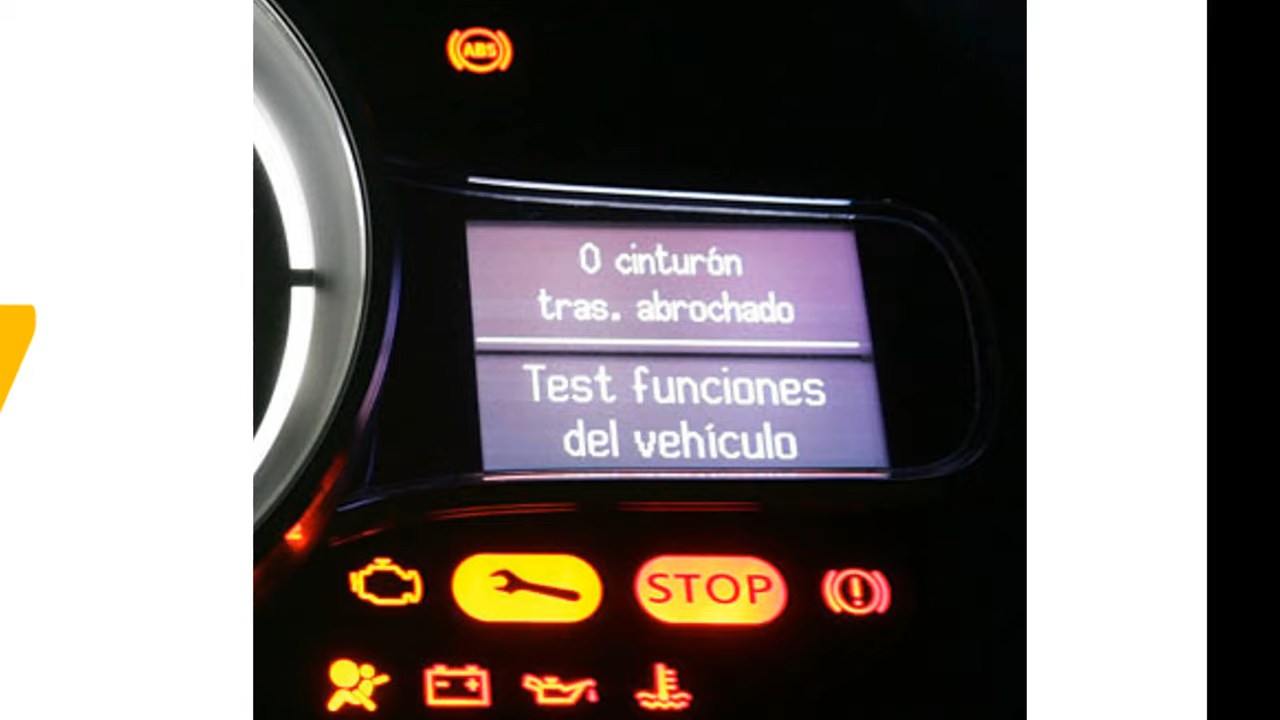 ABS
0 cinturón
tras. abrochado
Test funciones
del vehículo
STOP